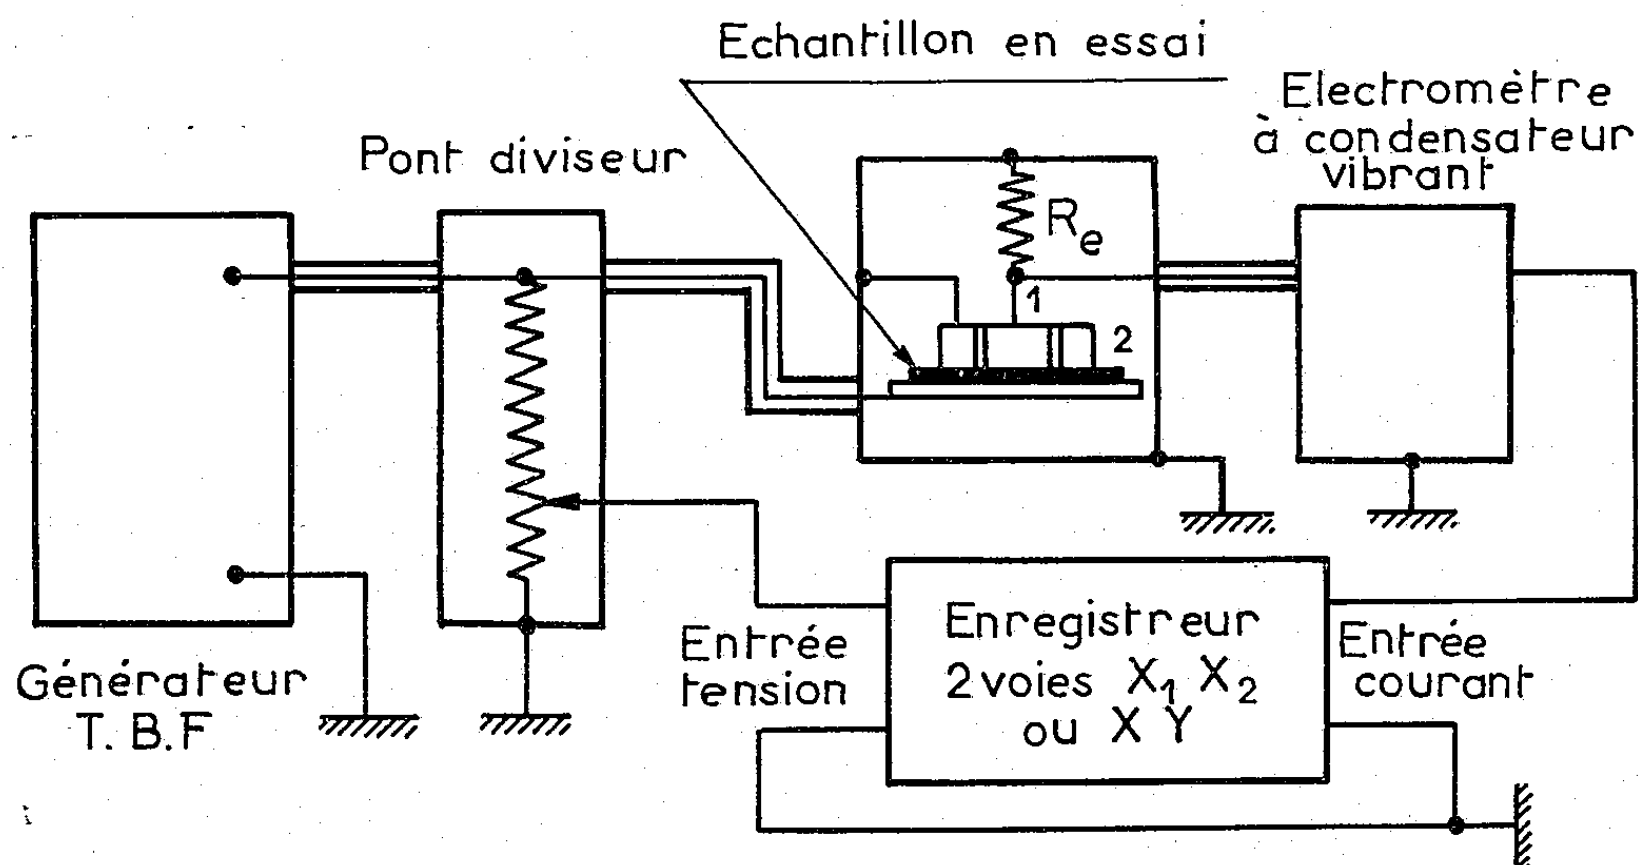 Echantillon en essai
Electromètre
à condensateur
vibrant
Pont diviseur
Re
1
2
Générateur
T.B.F
Entrée
tension
Enregistreur
2 voies X1 X2
ou X Y
Entrée
courant